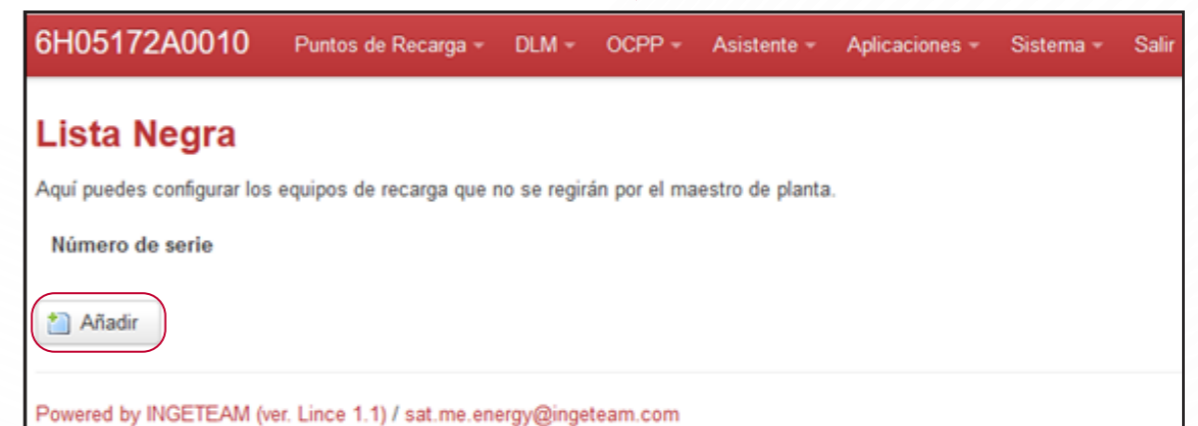 6H05172A0010 Puntos de Recarga DLM OCPP Asistente Aplicaciones Sistema Salir
Lista Negra
Aquí puedes configurar los equipos de recarga que no se regirán por el maestro de planta.
Número de serie
Añadir
Powered by INGETEAM (ver. Lince 1.1) / sat.me.energy@ingeteam.com